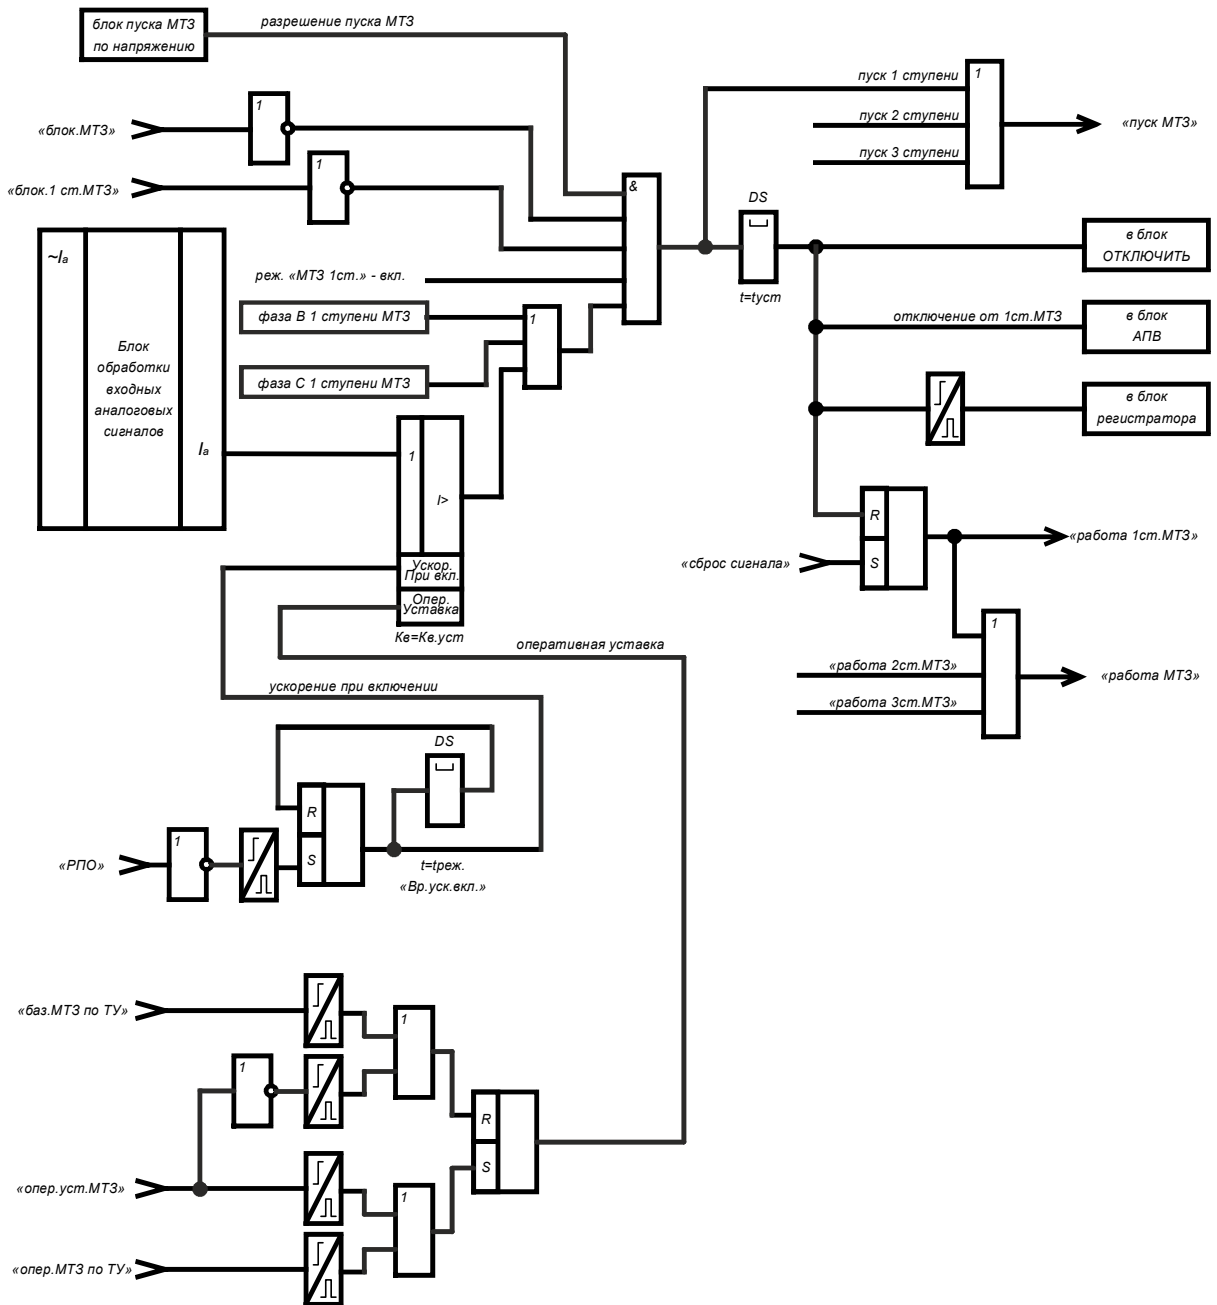 блок пуска МТЗ
по напряжению
разрешение пуска МТЗ
пуск 1 ступени
1
пуск 2 ступени
«пуск МТЗ»
пуск 3 ступени
«блок.МТЗ»
1
«блок.1 ст.МТЗ»
1
&
DS
t=tуст
~Iа
Блок
обработки
входных
аналоговых
сигналов
Iа
реж. «МТЗ 1ст.» - вкл.
фаза В 1 ступени МТЗ
1
фаза С 1 ступени МТЗ
в блок
ОТКЛЮЧИТЬ
отключение от 1ст.МТЗ
в блок
АПВ
в блок
регистратора
1
I>
Ускор.
При вкл.
Опер.
Уставка
Кв=Кв.уст
R
S
«сброс сигнала»
«работа 1ст.МТЗ»
1
«работа 2ст.МТЗ»
«работа МТЗ»
«работа 3ст.МТЗ»
оперативная уставка
ускорение при включении
DS
R
S
«РПО»
1
t=tреж.
«Вр.уск.вкл.»
«баз.МТЗ по ТУ»
1
1
R
S
«опер.уст.МТЗ»
1
«опер.МТЗ по ТУ»